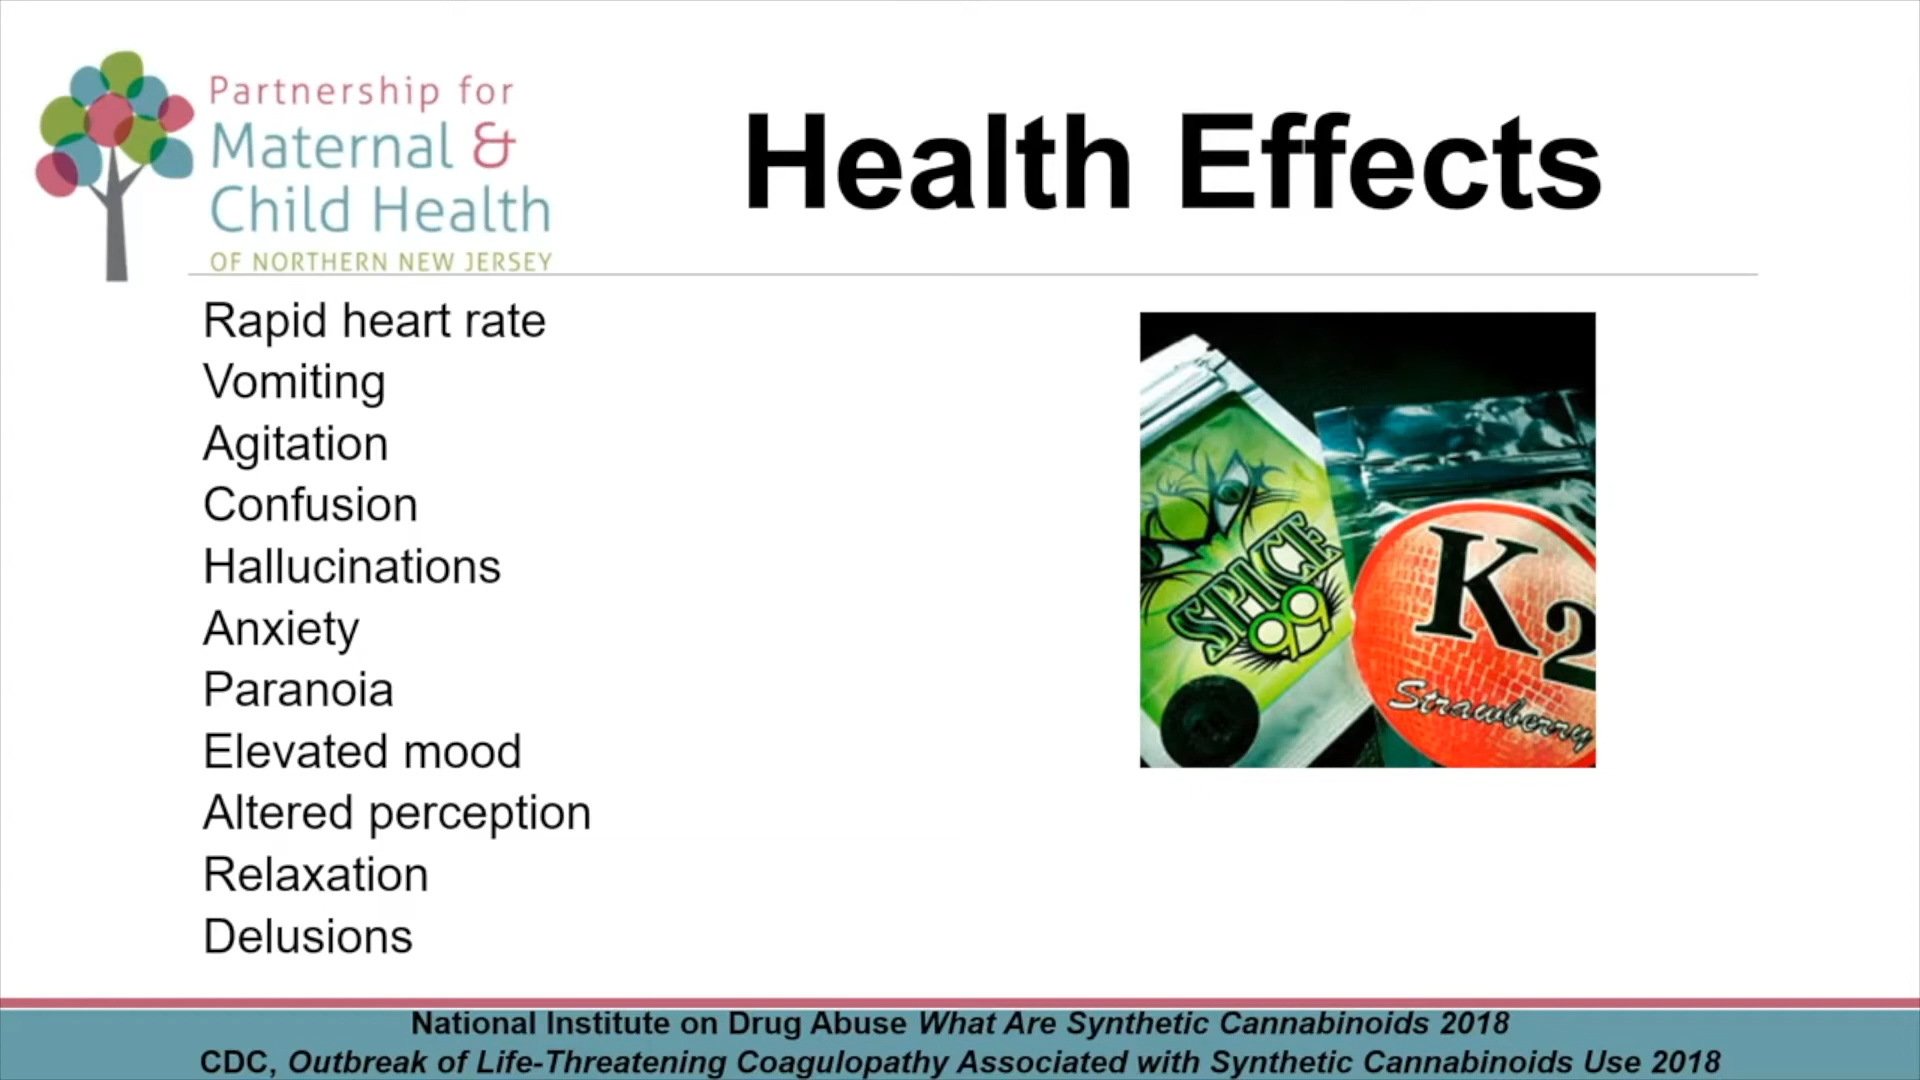 Partnership for
Maternal &
Child Health
OF NORTHERN NEW JERSEY
Health Effects
Rapid heart rate
Vomiting
Agitation
Confusion
Hallucinations
Anxiety
Paranoia
Elevated mood
Altered perception
Relaxation
Delusions
SPICE
99
K2
Strawberry
National Institute on Drug Abuse What Are Synthetic Cannabinoids 2018
CDC, Outbreak of Life-Threatening Coagulopathy Associated with Synthetic Cannabinoids Use 2018